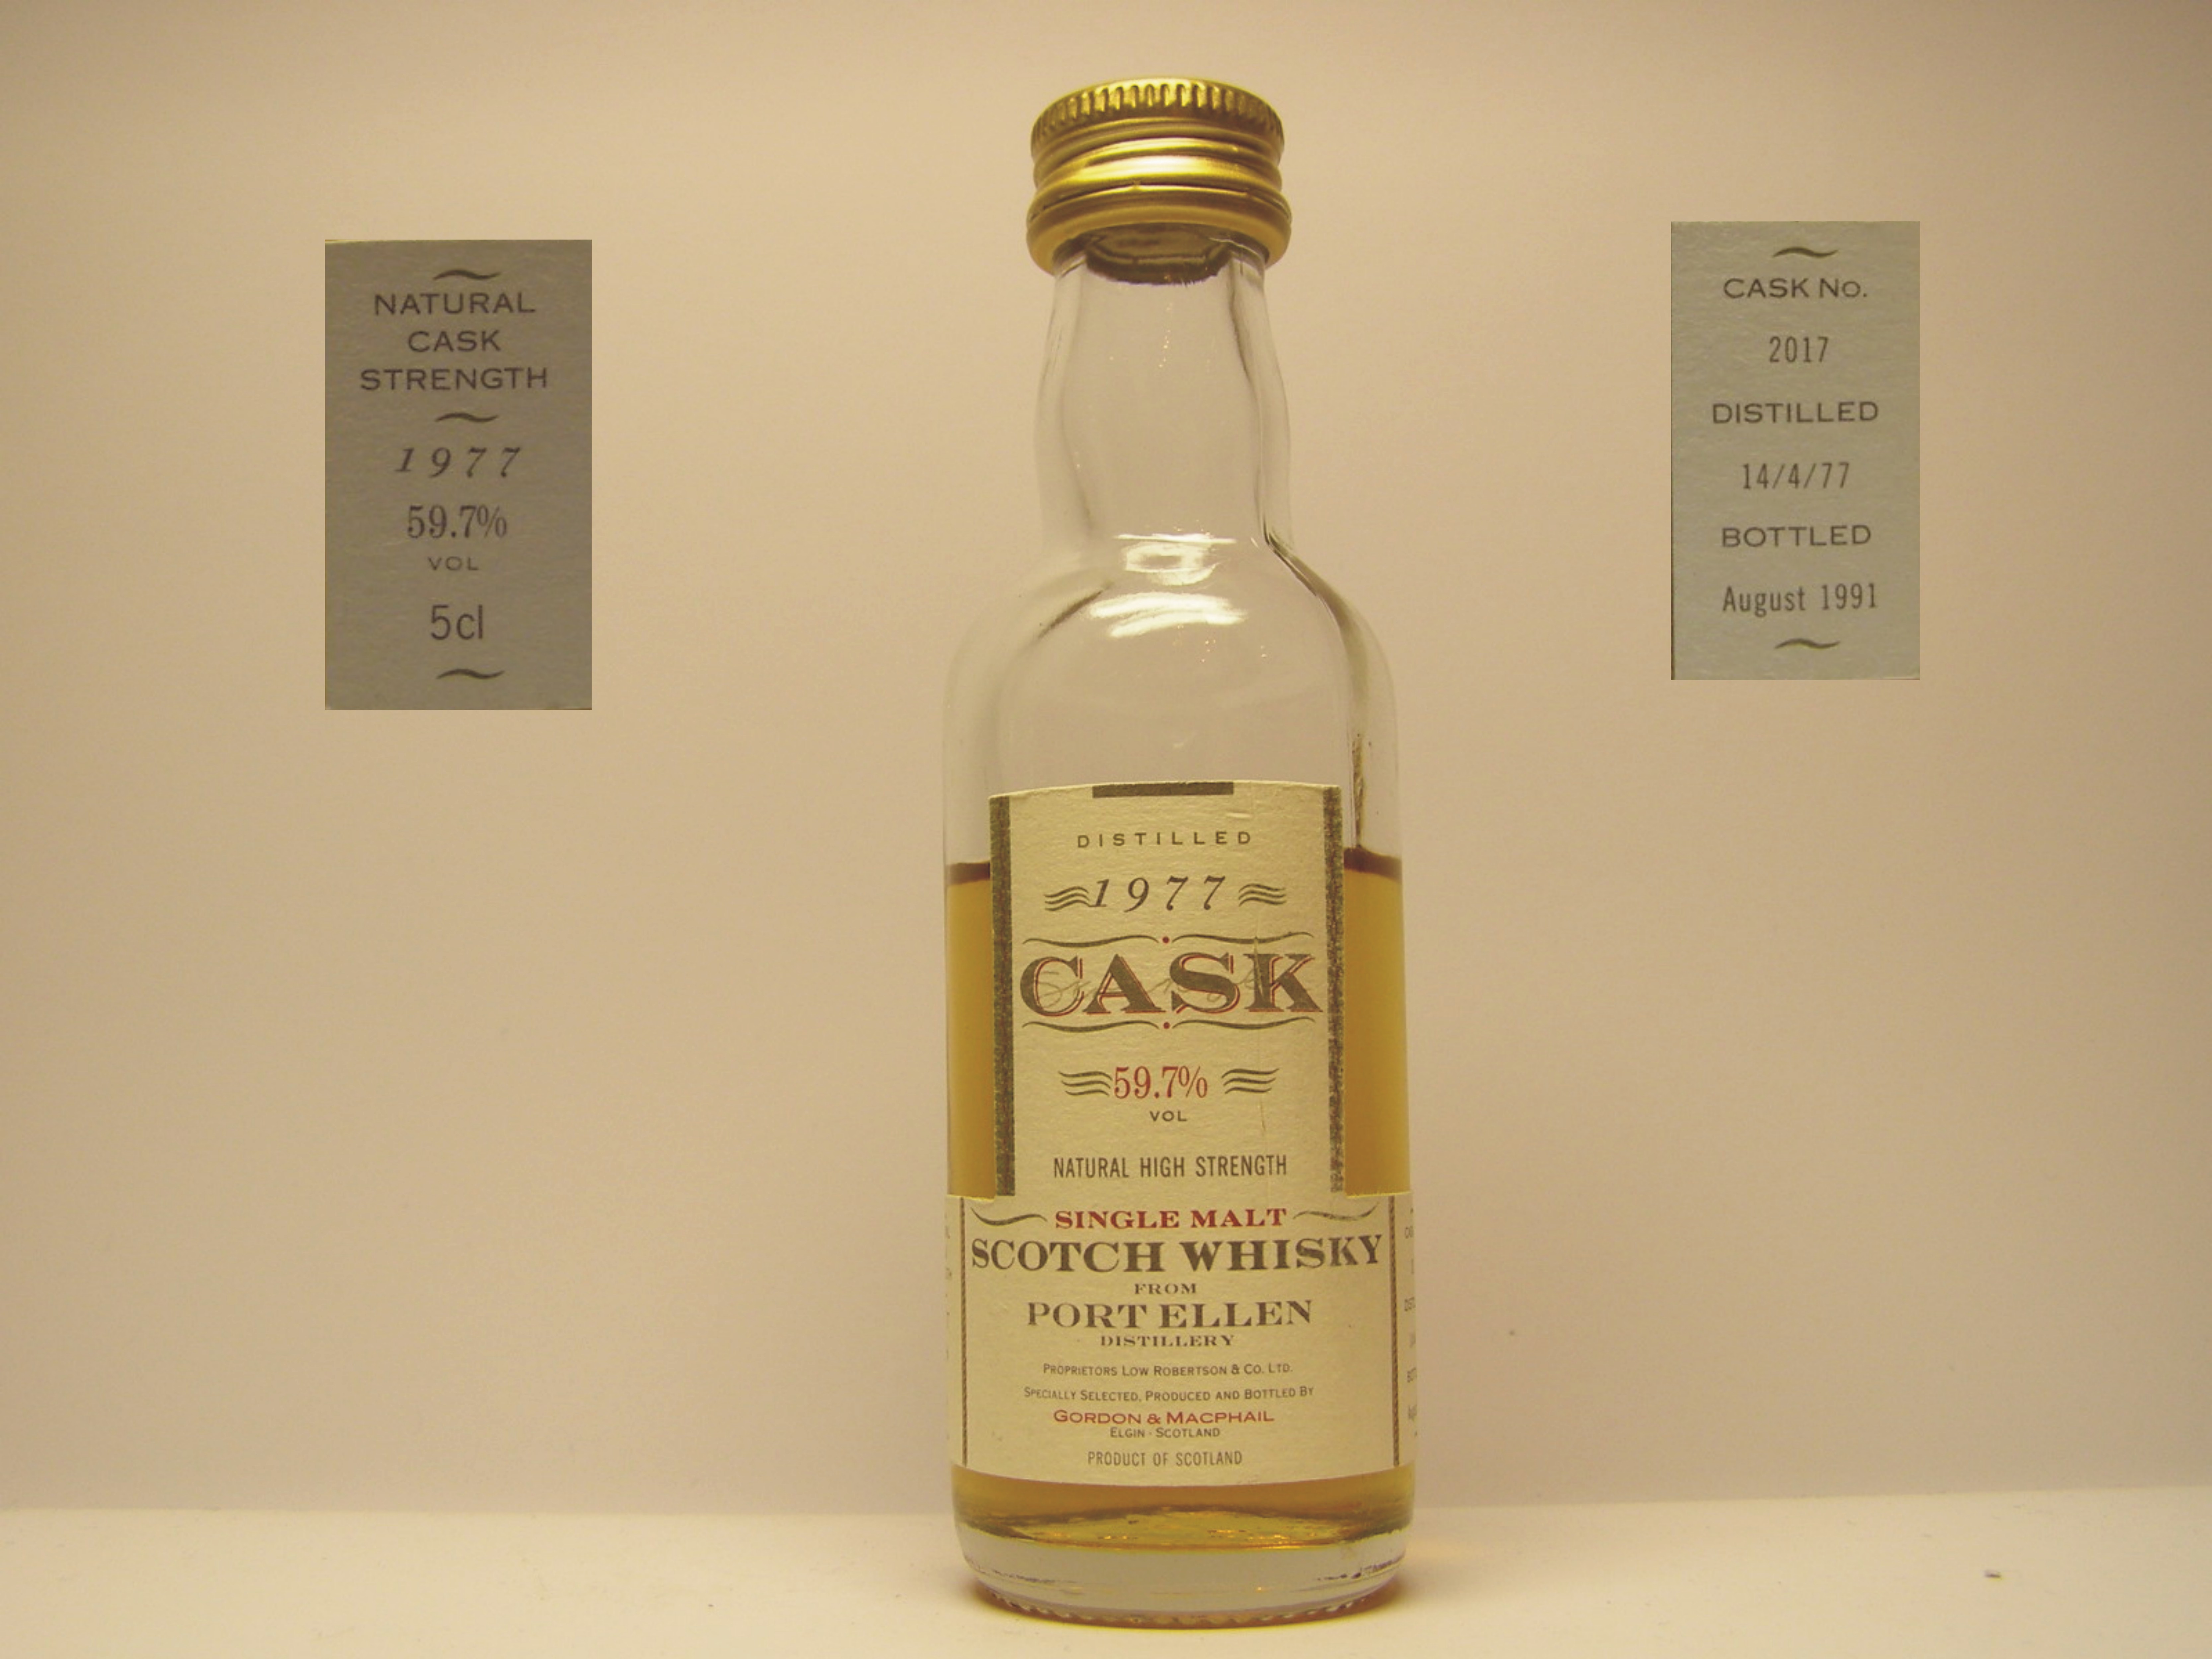 NATURAL
CASK
STRENGTH
1977
59.7%
VOL
5cl
CASK No.
2017
DISTILLED
14/4/77
BOTTLED
August 1991
DISTILLED
1977
CASK
59.7%
VOL
NATURAL HIGH STRENGTH
SINGLE MALT
SCOTCH WHISKY
FROM
PORT ELLEN
DISTILLERY
PROPRIETORS LOW ROBERTSON & CO. LTD.
SPECIALLY SELECTED, PRODUCED AND BOTTLED BY
GORDON & MACPHAIL
ELGIN - SCOTLAND
PRODUCT OF SCOTLAND